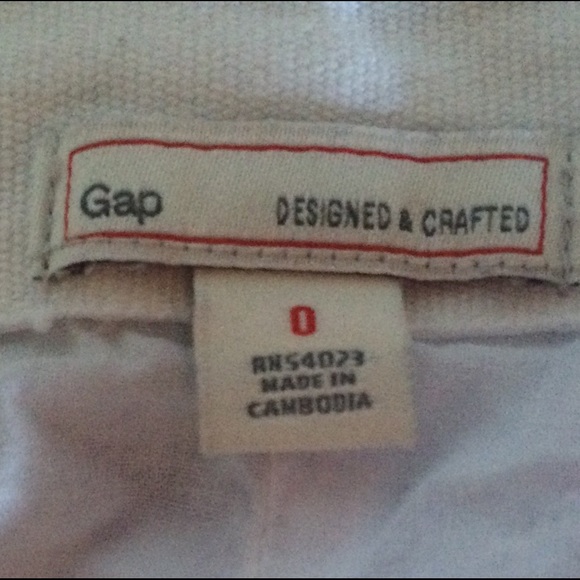 Gap DESIGNED & CRAFTED
0
RN54023
MADE IN
CAMBODIA